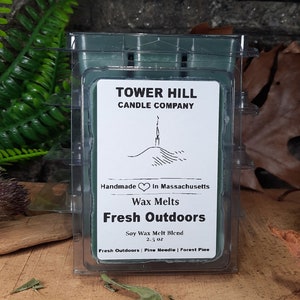 TOWER HILL
CANDLE COMPANY
Handmade In Massachusetts
Wax Melts
Fresh Outdoors
Soy Wax Melt Blend
2.5 oz
Fresh Outdoors | Pine Needle | Forest Pine